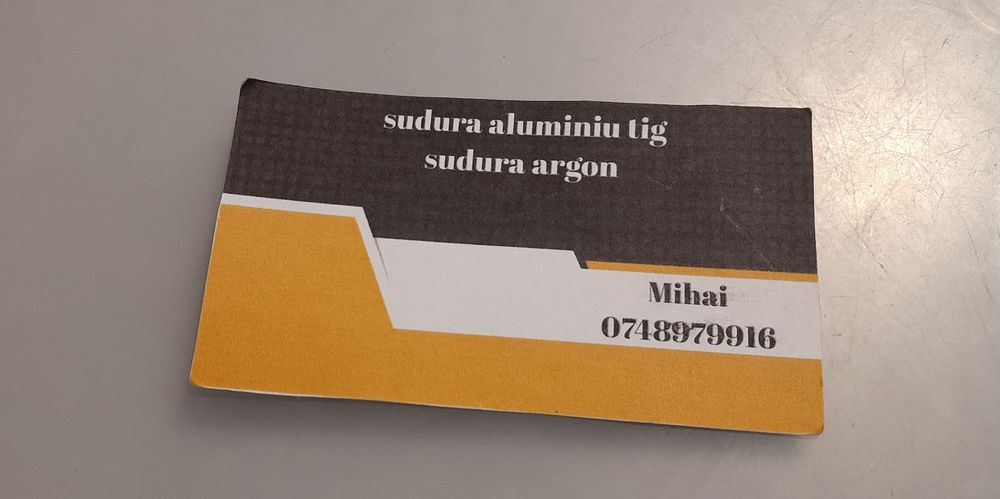 sudura aluminiu tig
sudura argon
Mihai
0748979916